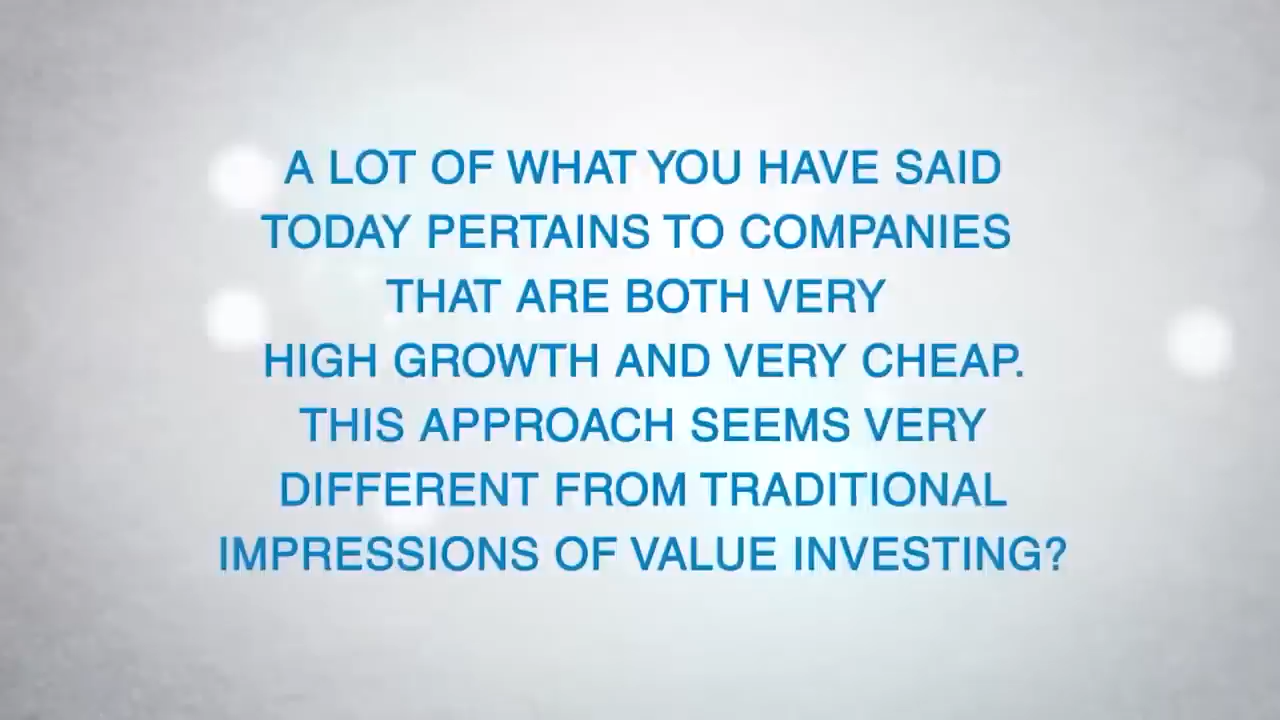 A LOT OF WHAT YOU HAVE SAID
TODAY PERTAINS TO COMPANIES
THAT ARE BOTH VERY
HIGH GROWTH AND VERY CHEAP.
THIS APPROACH SEEMS VERY
DIFFERENT FROM TRADITIONAL
IMPRESSIONS OF VALUE INVESTING?